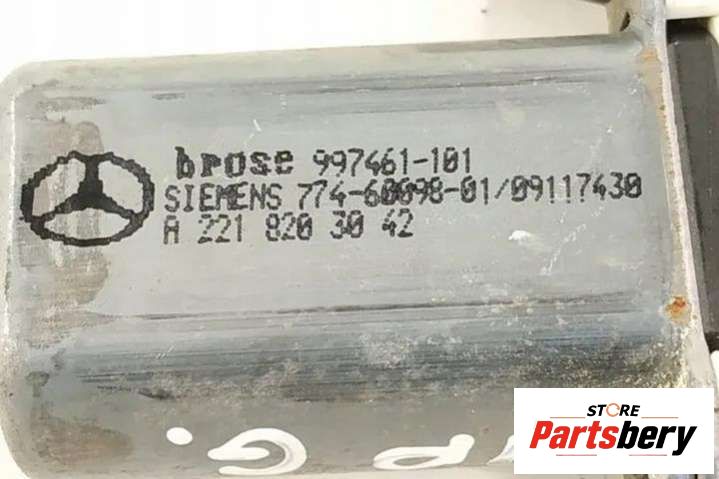 brose 997461-101
SIEMENS 774-60098-01/09117430
A 221 820 30 42
P G.
STORE
Partsbery